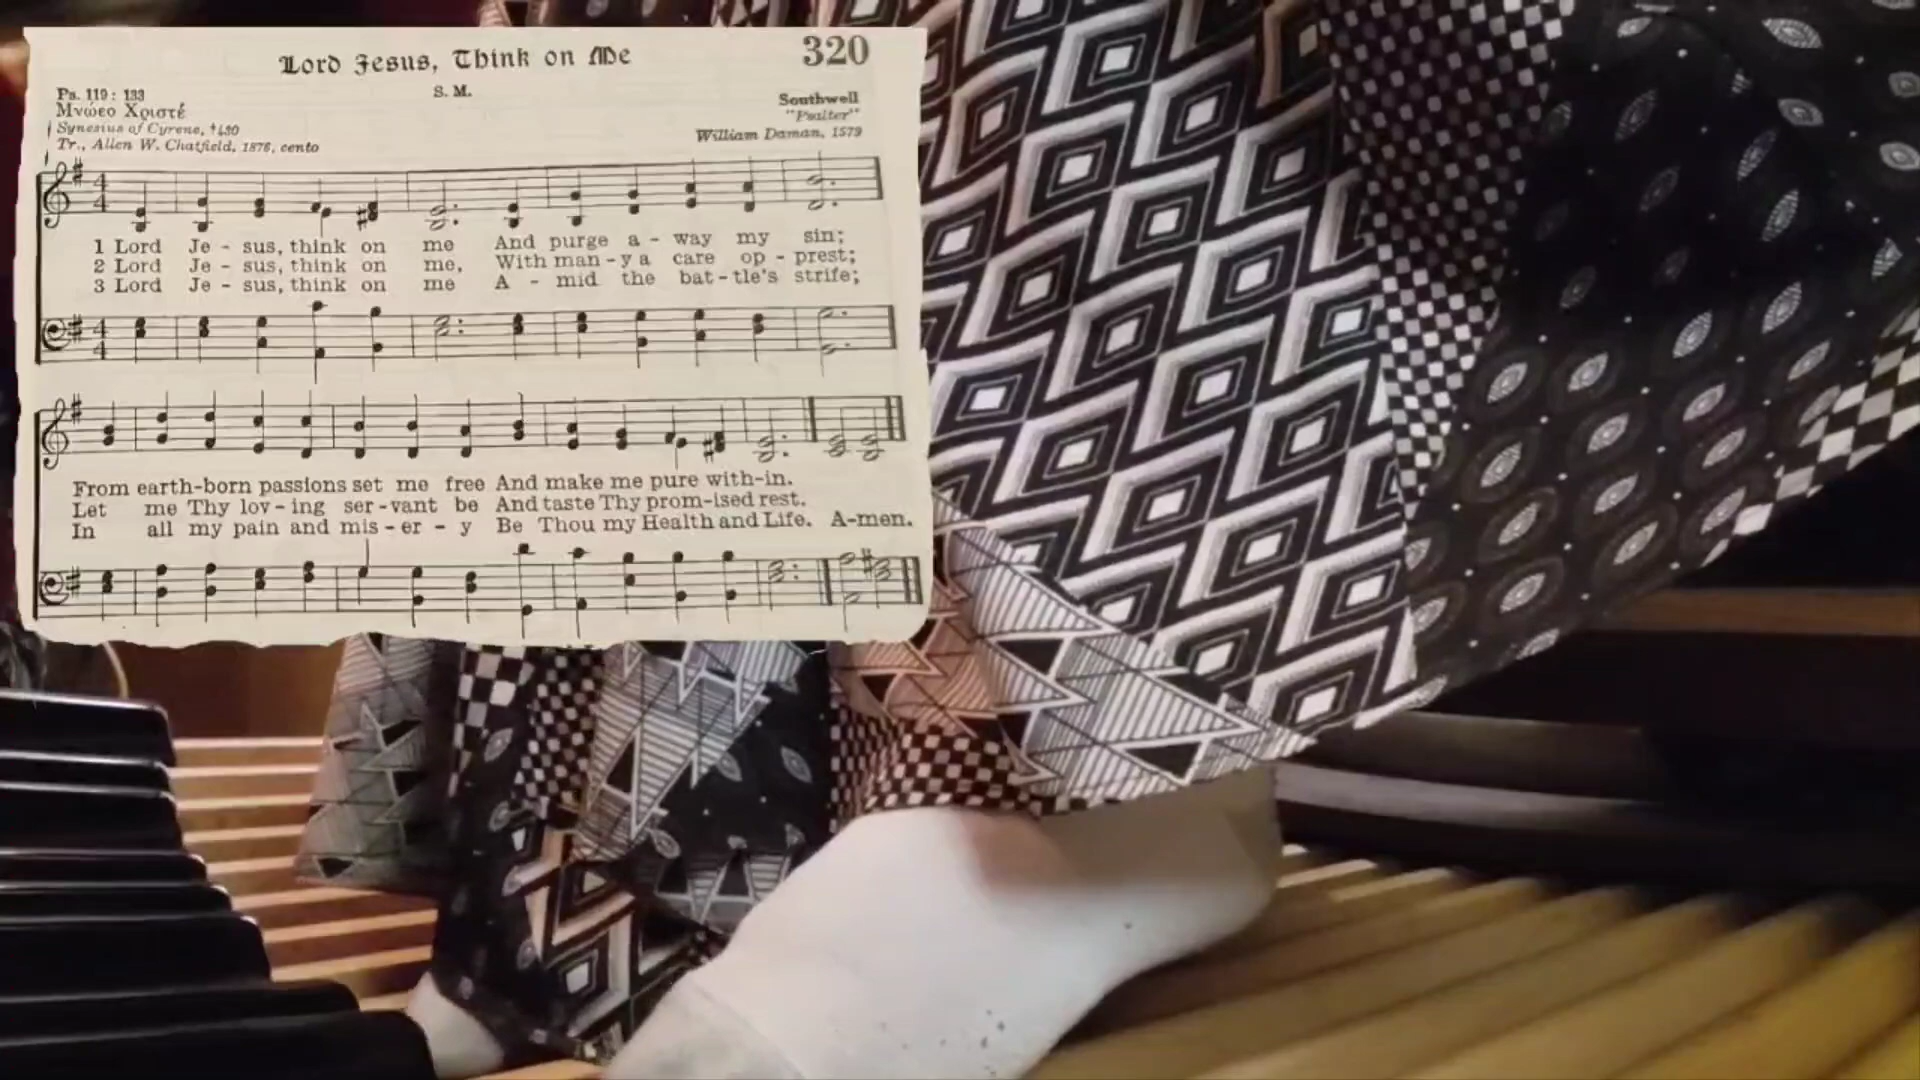 Lord Jesus, Think on Me
320
Ps. 119: 133
S. M.
Southwell
Μνώεο Χριστέ
"Psalter"
Synesius of Cyrene, †430
William Daman, 1579
Tr., Allen W. Chatfield, 1876, cento
4
4
1 Lord Je - sus, think on me And purge a - way my sin;
2 Lord Je - sus, think on me, With man - y a care op - prest;
3 Lord Je - sus, think on me A - mid the bat - tle's strife;
4
4
From earth-born passions set me free And make me pure with-in.
Let me Thy lov - ing ser - vant be And taste Thy prom-ised rest.
In all my pain and mis - er - y Be Thou my Health and Life. A-men.